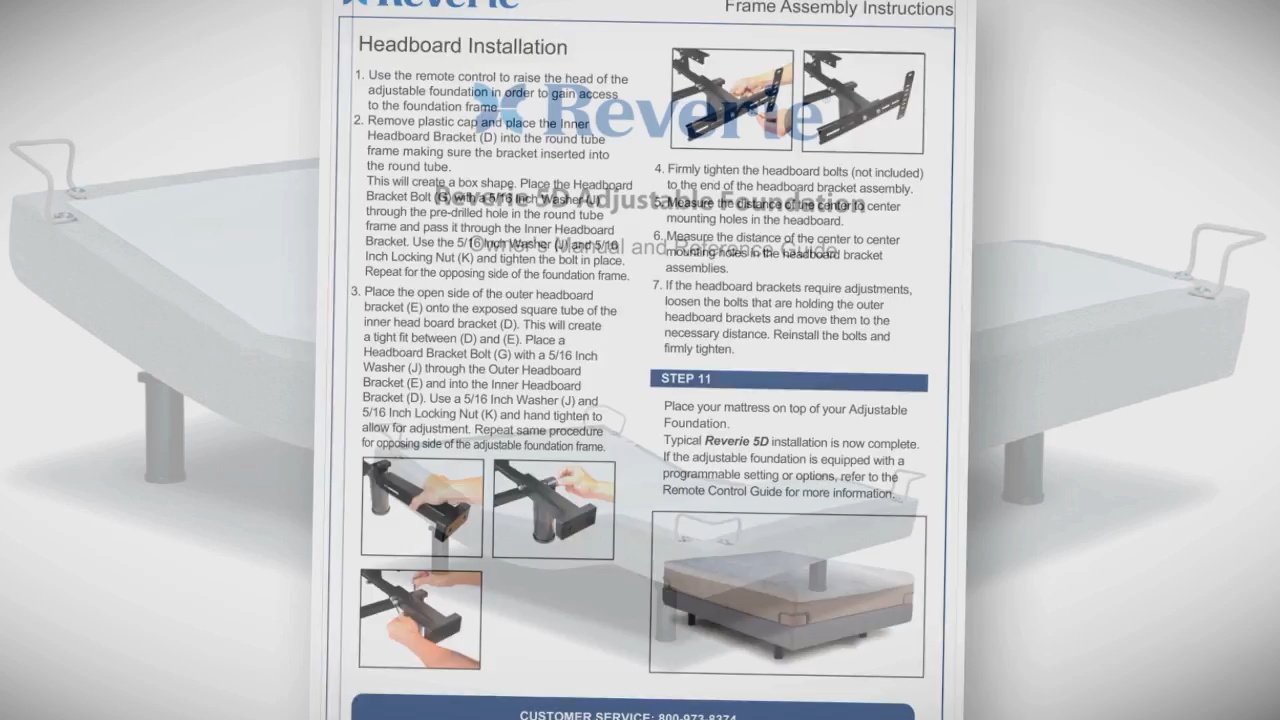 Reverie
Frame Assembly Instructions
Headboard Installation
1. Use the remote control to raise the head of the
adjustable foundation in order to gain access
to the foundation frame.
2. Remove plastic cap and place the Inner
Headboard Bracket (D) into the round tube
frame making sure the bracket inserted into
the round tube.
This will create a box shape. Place the Headboard
Bracket Bolt (G) with a 5/16 Inch Washer (J)
through the pre-drilled hole in the round tube
frame and pass it through the Inner Headboard
Bracket. Use the 5/16 Inch Washer (J) and 5/16
Inch Locking Nut (K) and tighten the bolt in place.
Repeat for the opposing side of the foundation frame.
3. Place the open side of the outer headboard
bracket (E) onto the exposed square tube of the
inner head board bracket (D). This will create
a tight fit between (D) and (E). Place a
Headboard Bracket Bolt (G) with a 5/16 Inch
Washer (J) through the Outer Headboard
Bracket (E) and into the Inner Headboard
Bracket (D). Use a 5/16 Inch Washer (J) and
5/16 Inch Locking Nut (K) and hand tighten to
allow for adjustment. Repeat same procedure
for opposing side of the adjustable foundation frame.
4. Firmly tighten the headboard bolts (not included)
to the end of the headboard bracket assembly.
5. Measure the distance of the center to center
mounting holes in the headboard.
6. Measure the distance of the center to center
mounting holes in the headboard bracket
assemblies.
7. If the headboard brackets require adjustments,
loosen the bolts that are holding the outer
headboard brackets and move them to the
necessary distance. Reinstall the bolts and
firmly tighten.
STEP 11
Place your mattress on top of your Adjustable
Foundation.
Typical Reverie 5D installation is now complete.
If the adjustable foundation is equipped with a
programmable setting or options, refer to the
Remote Control Guide for more information.
CUSTOMER SERVICE: 800-973-8374
Reverie
Reverie 5D Adjustable Foundation
Owner's Manual and Reference Guide